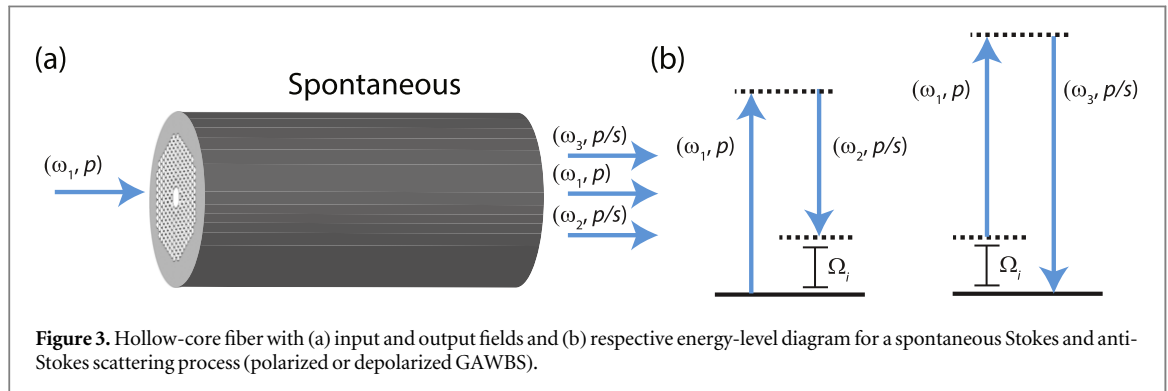 (a)
Spontaneous
(ω₁, p)
(ω₃, p/s)
(ω₁, p)
(ω₂, p/s)
(b)
(ω₁, p)
(ω₂, p/s)
Ωᵢ
(ω₁, p)
(ω₃, p/s)
Ωᵢ
Figure 3. Hollow-core fiber with (a) input and output fields and (b) respective energy-level diagram for a spontaneous Stokes and anti-
Stokes scattering process (polarized or depolarized GAWBS).